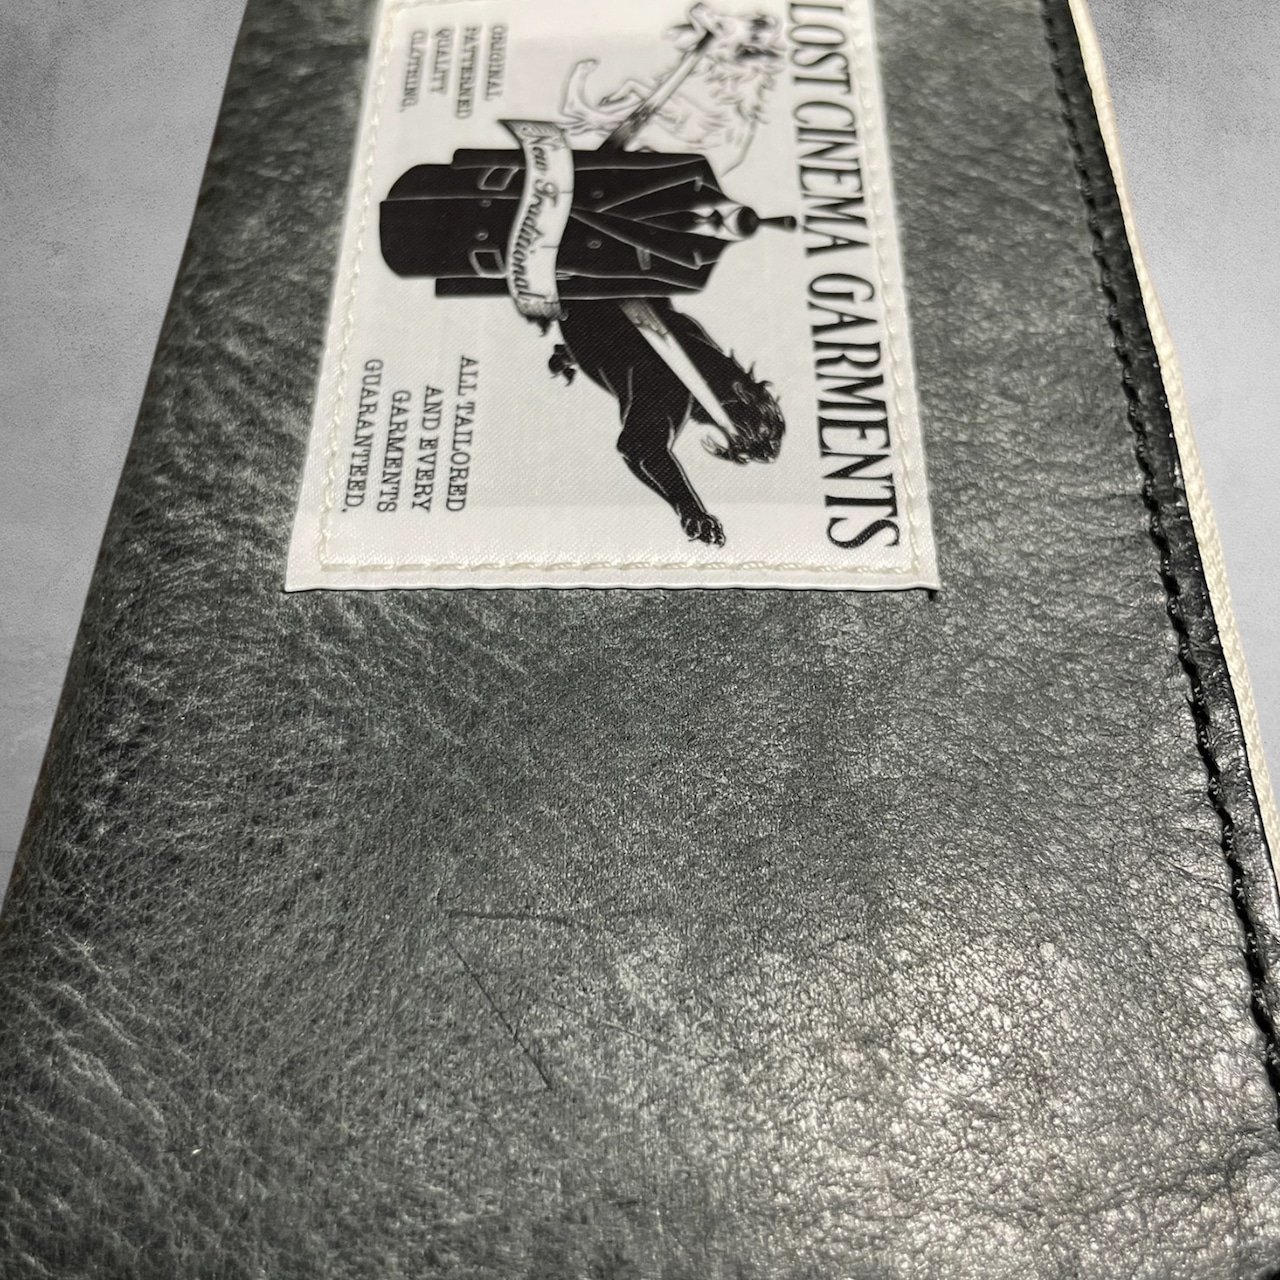 LOST CINEMA GARMENTS
ORIGINAL
PATTERNED
QUALITY
CLOTHING.
New Traditional
ALL TAILORED
AND EVERY
GARMENTS
GUARANTEED.